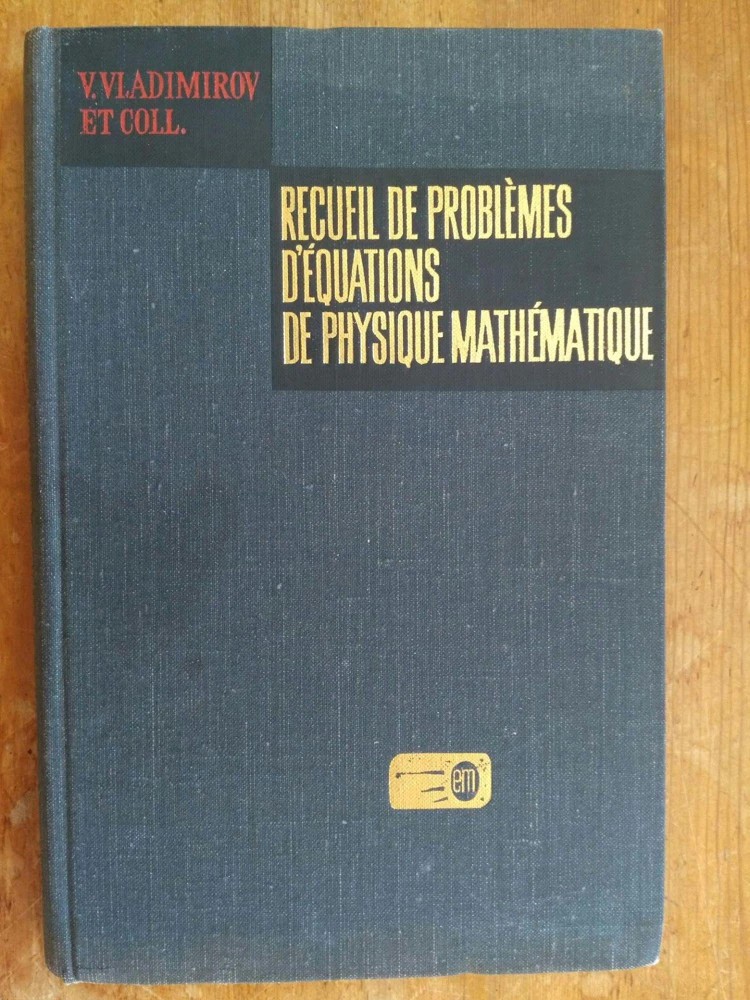 V. VLADIMIROV
ET COLL.
RECUEIL DE PROBLÈMES
D'ÉQUATIONS
DE PHYSIQUE MATHÉMATIQUE
em